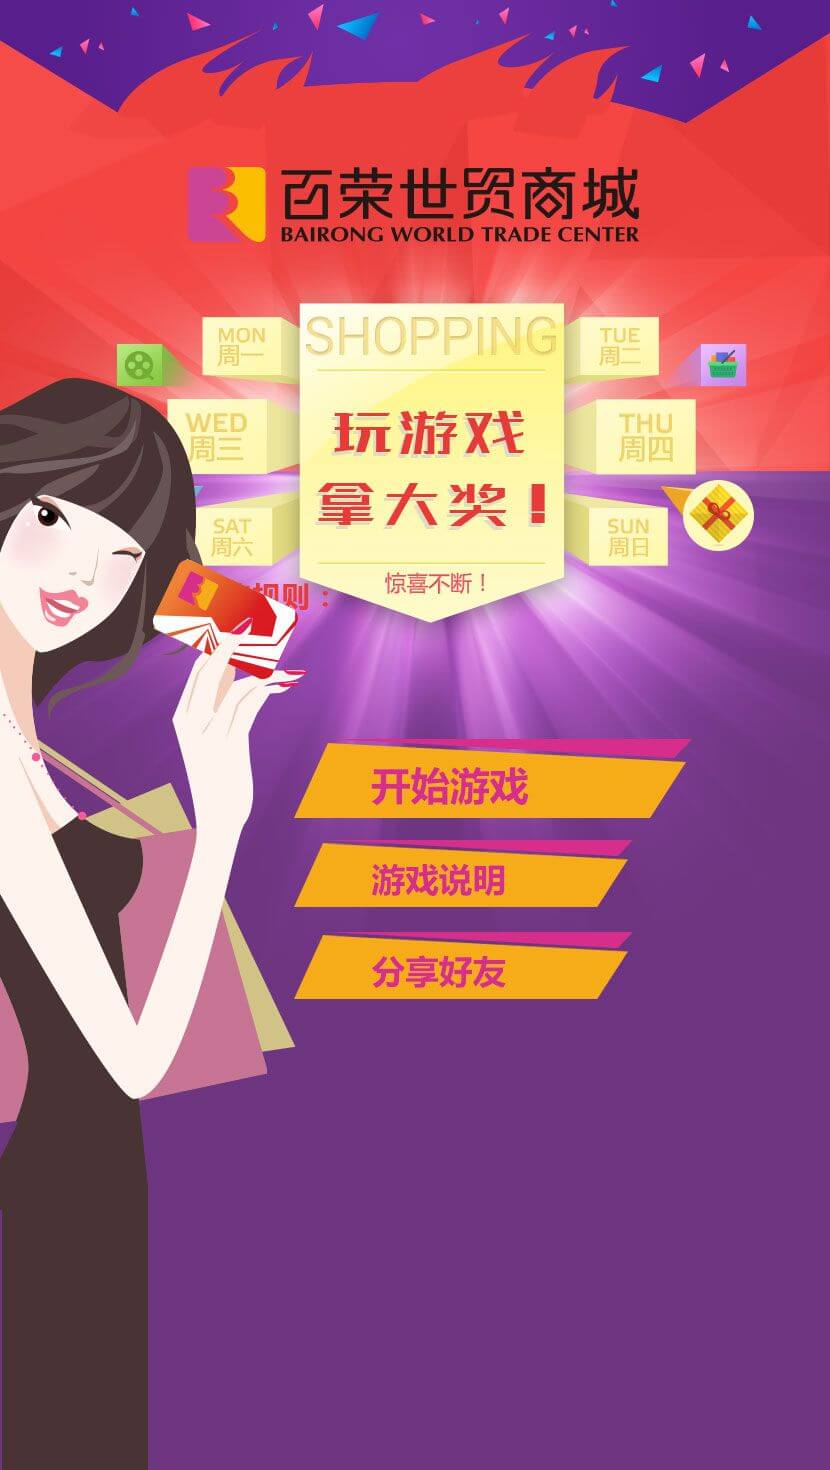 百荣世贸商城
BAIRONG WORLD TRADE CENTER
SHOPPING
MON
周一
TUE
周二
WED
周三
THU
周四
SAT
周六
SUN
周日
玩游戏
拿大奖！
惊喜不断！
规则：
开始游戏
游戏说明
分享好友